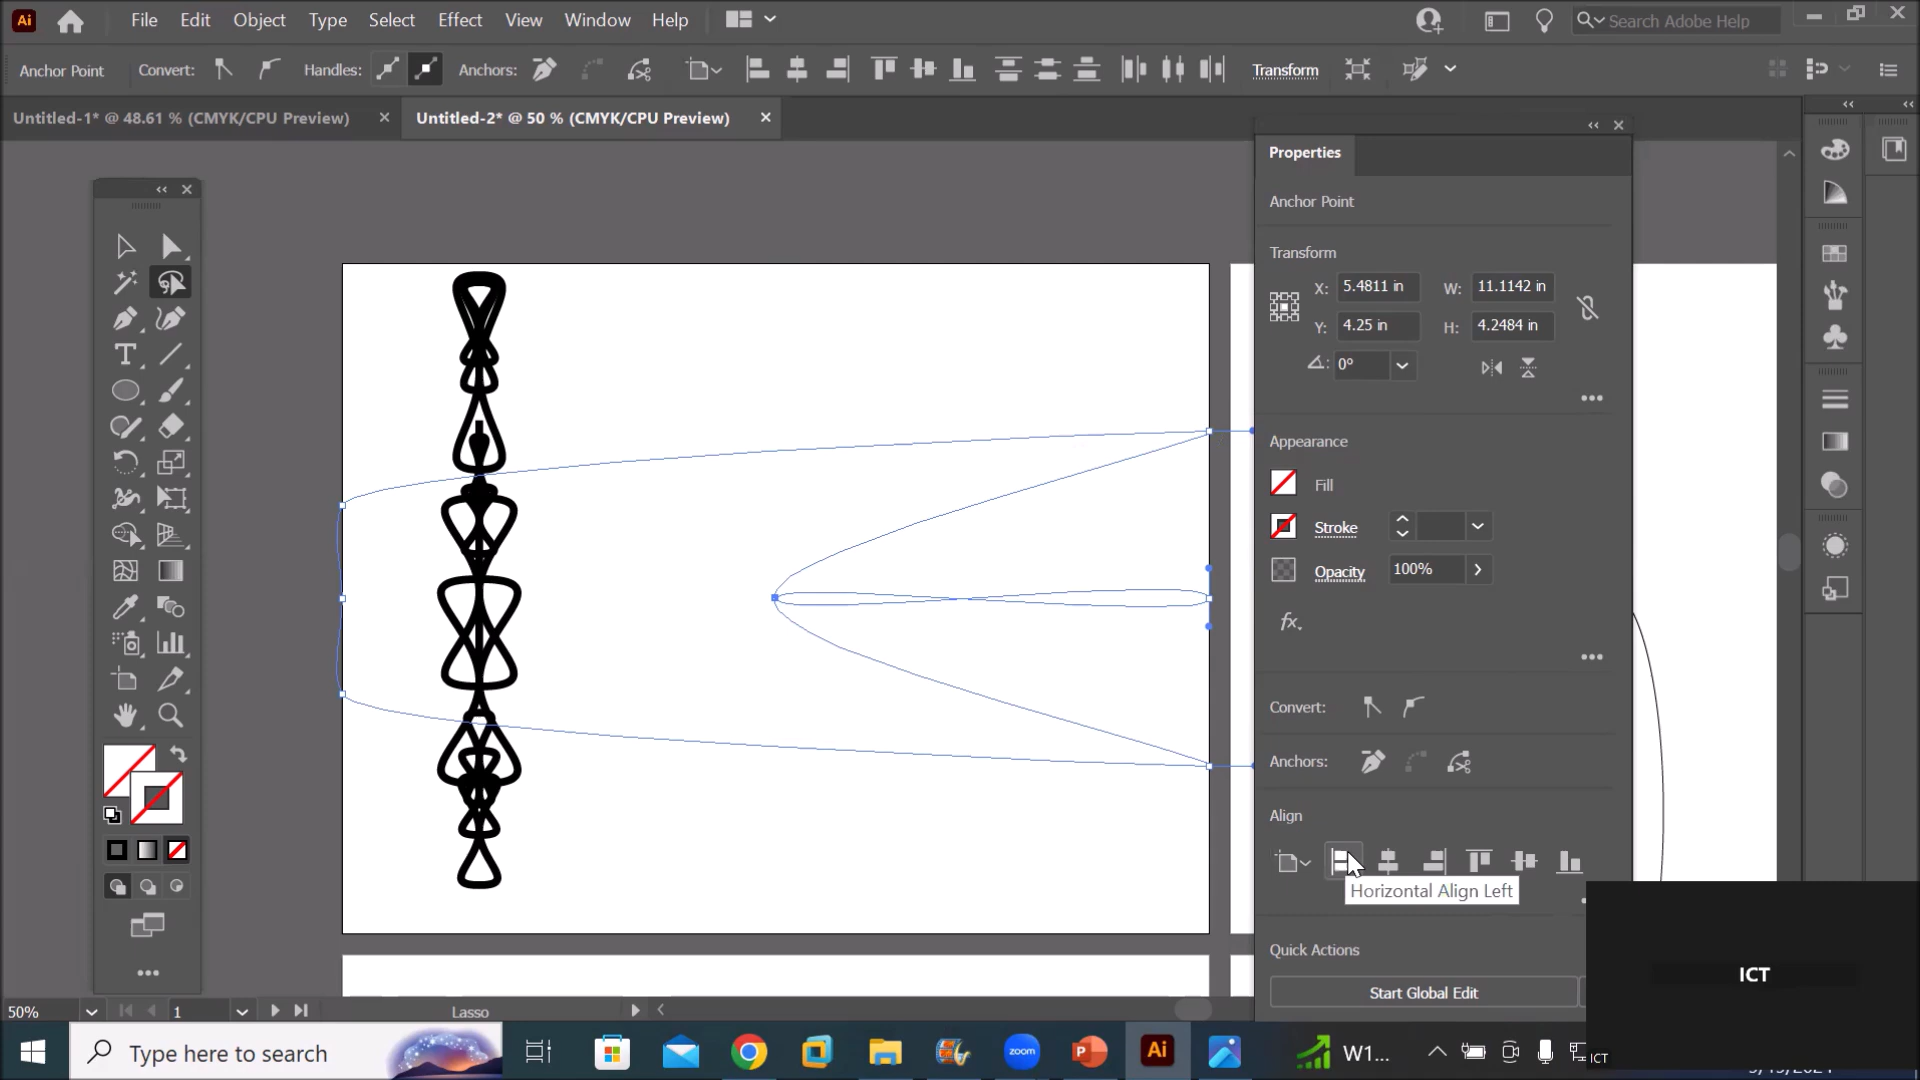 Ai File Edit Object Type Select Effect View Window Help Search Adobe Help
Anchor Point Convert: Handles: Anchors: Transform
Untitled-1* @ 48.61 % (CMYK/CPU Preview) Untitled-2* @ 50 % (CMYK/CPU Preview)
Properties
Anchor Point
Transform
X: 5.4811 in W: 11.1142 in
Y: 4.25 in H: 4.2484 in
0°
Appearance
Fill
Stroke
Opacity 100%
fx.
Convert:
Anchors:
Align
Horizontal Align Left
Quick Actions
Start Global Edit
ICT
50% 1 Lasso
Type here to search zoom P Ai W1... ICT